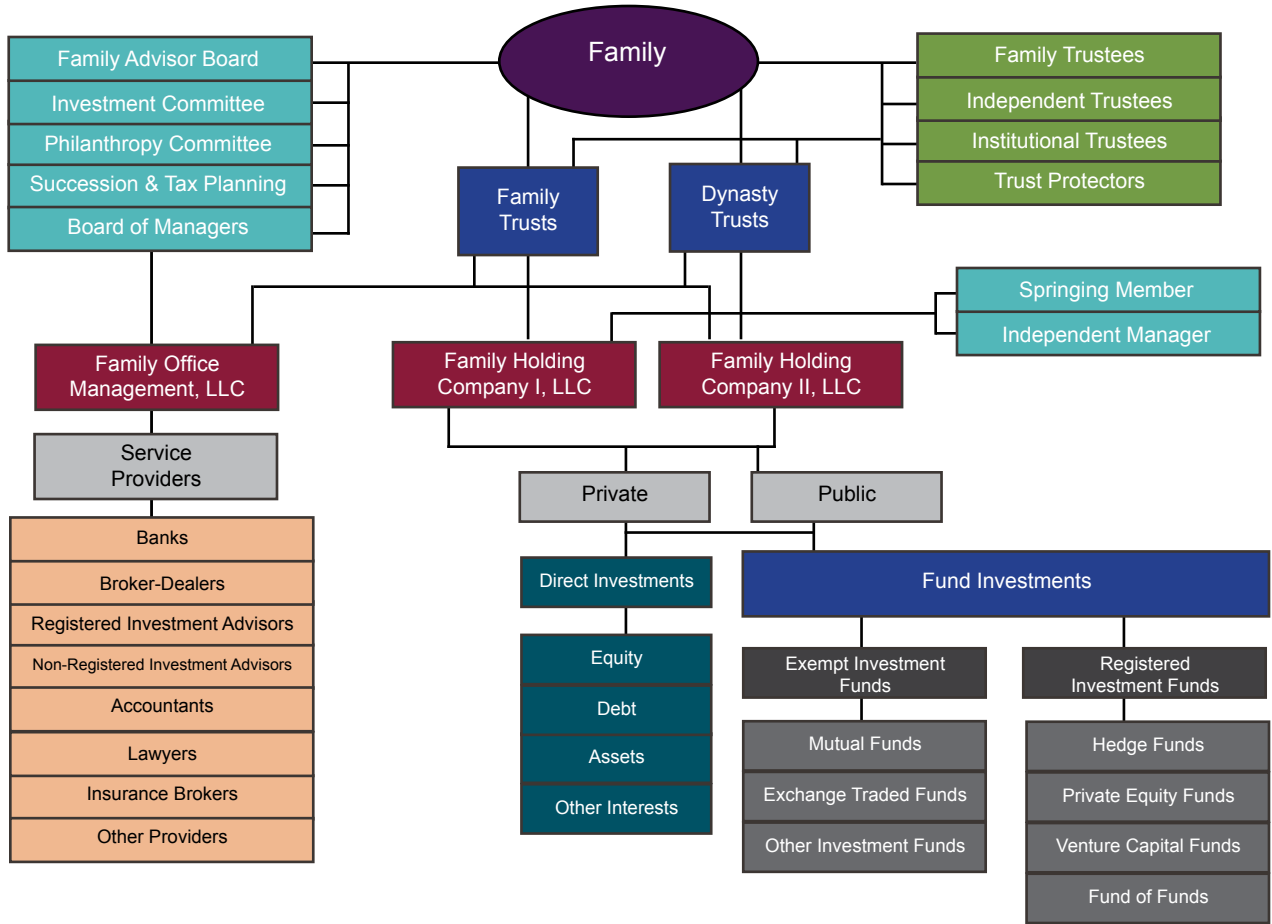 Family
Family Advisor Board
Investment Committee
Philanthropy Committee
Succession & Tax Planning
Board of Managers
Family Trustees
Independent Trustees
Institutional Trustees
Trust Protectors
Family
Trusts
Dynasty
Trusts
Springing Member
Independent Manager
Family Office
Management, LLC
Family Holding
Company I, LLC
Family Holding
Company II, LLC
Service
Providers
Private
Public
Banks
Broker-Dealers
Registered Investment Advisors
Non-Registered Investment Advisors
Accountants
Lawyers
Insurance Brokers
Other Providers
Direct Investments
Equity
Debt
Assets
Other Interests
Fund Investments
Exempt Investment
Funds
Mutual Funds
Exchange Traded Funds
Other Investment Funds
Registered
Investment Funds
Hedge Funds
Private Equity Funds
Venture Capital Funds
Fund of Funds